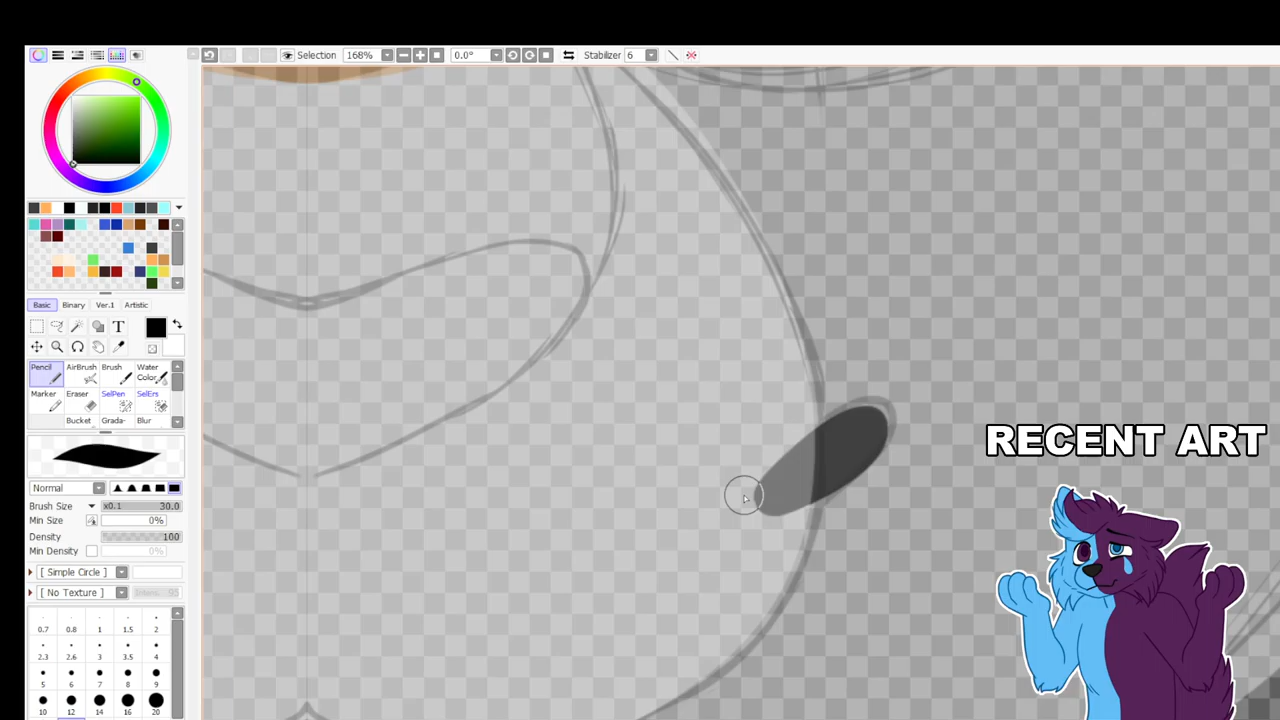 Selection 168% 0.0° Stabilizer 6
Basic Binary Ver.1 Artistic
T
Pencil AirBrush Brush Water Color
Marker Eraser SelPen SelErs
Bucket Grada- Blur
Normal
Brush Size x0.1 30.0
Min Size 0%
Density 100
Min Density 0%
[ Simple Circle ]
[ No Texture ]
0.7 0.8 1 1.5 2
2.3 2.6 3 3.5 4
5 6 7 8 9
10 12 14 16 20
RECENT ART